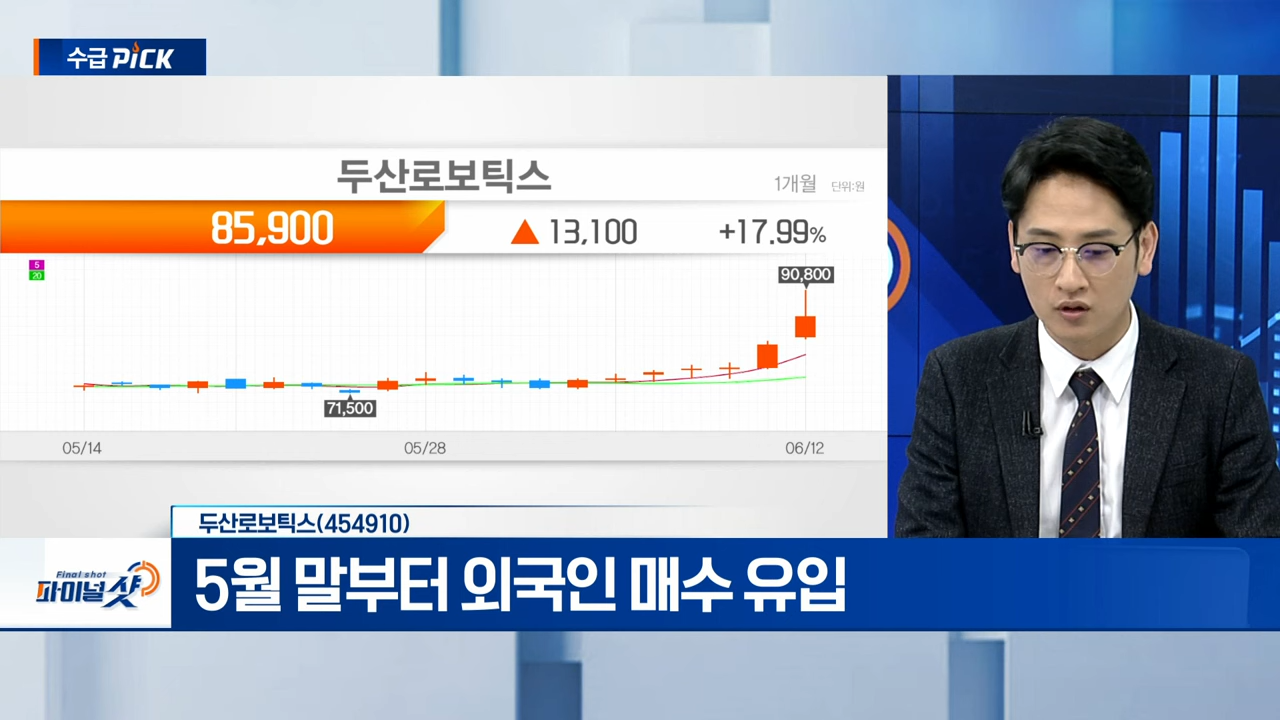 수급 PiCK
두산로보틱스
1개월 단위:원
85,900 ▲ 13,100 +17.99%
5
20
90,800
71,500
05/14 05/28 06/12
두산로보틱스(454910)
Final shot
파이널샷
5월 말부터 외국인 매수 유입